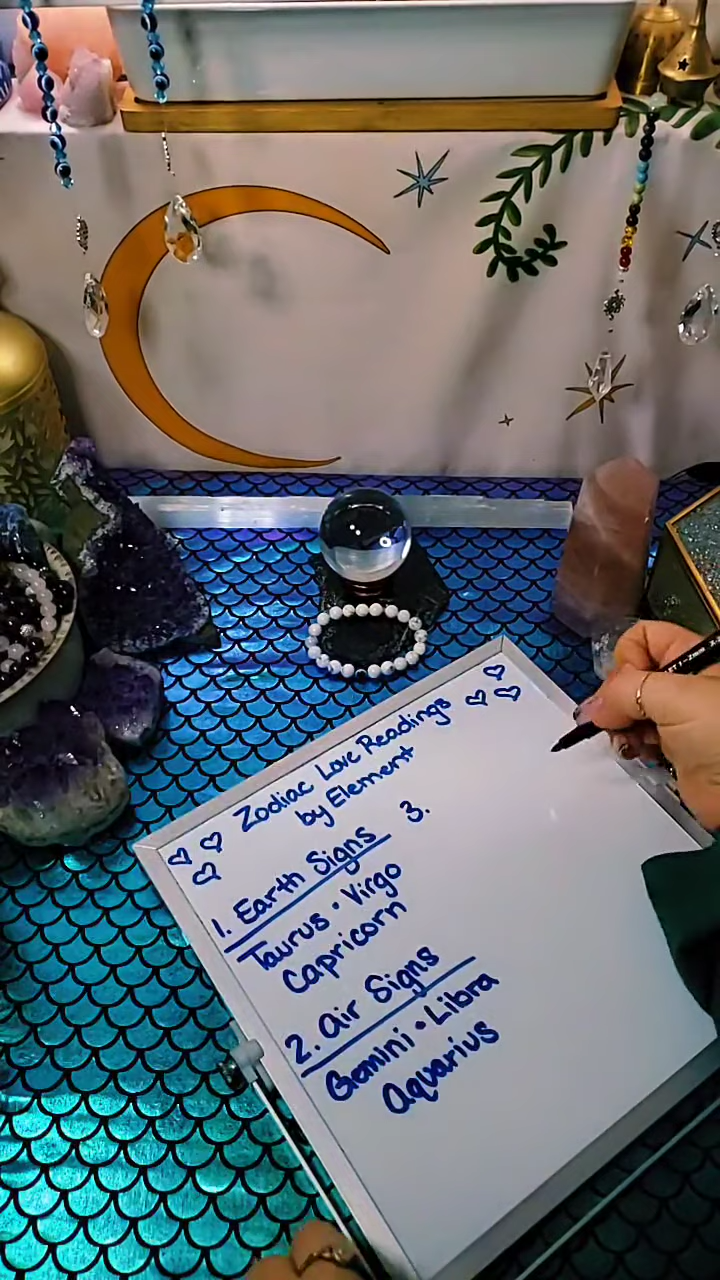 Zodiac Love Readings
by Element
1. Earth Signs
Taurus • Virgo
Capricorn
2. Air Signs
Gemini • Libra
Aquarius
3.